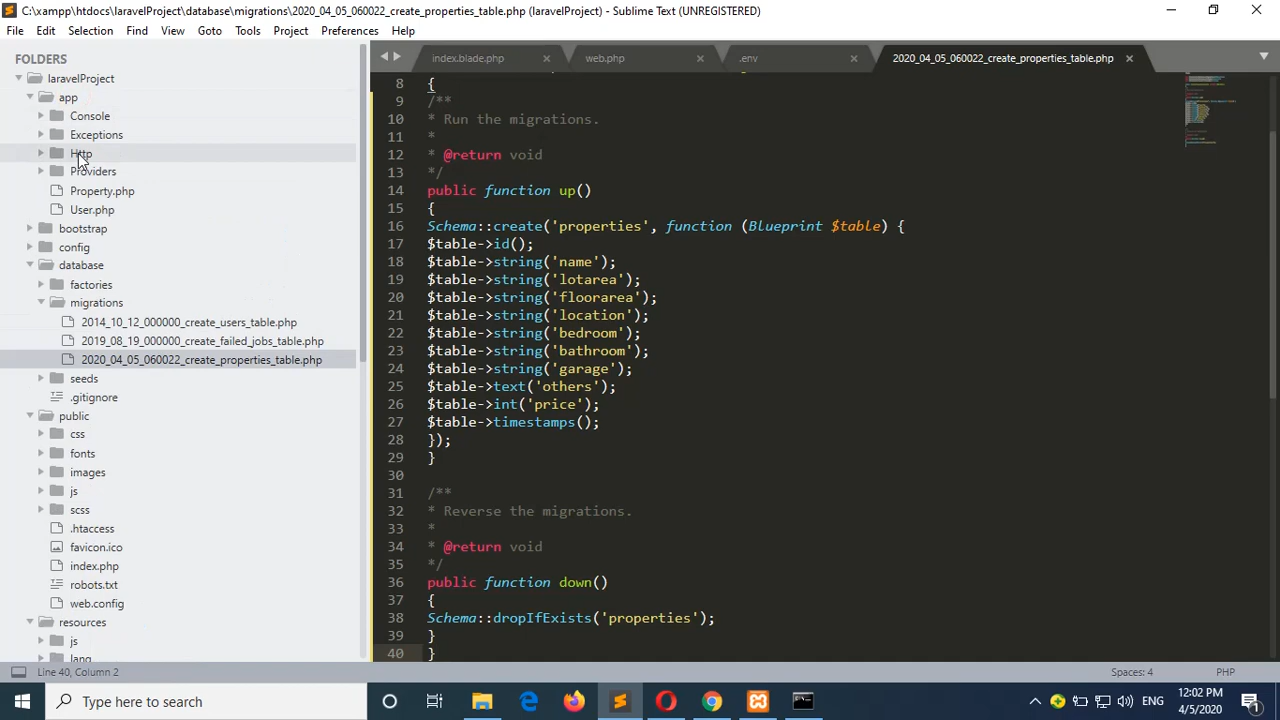 C:\xampp\htdocs\laravelProject\database\migrations\2020_04_05_060022_create_properties_table.php (laravelProject) - Sublime Text (UNREGISTERED)
File Edit Selection Find View Goto Tools Project Preferences Help
FOLDERS
laravelProject
app
Console
Exceptions
Http
Providers
Property.php
User.php
bootstrap
config
database
factories
migrations
2014_10_12_000000_create_users_table.php
2019_08_19_000000_create_failed_jobs_table.php
2020_04_05_060022_create_properties_table.php
seeds
.gitignore
public
css
fonts
images
js
scss
.htaccess
favicon.ico
index.php
robots.txt
web.config
resources
js
lang
index.blade.php web.php .env 2020_04_05_060022_create_properties_table.php
8 {
9 /**
10 * Run the migrations.
11 *
12 * @return void
13 */
14 public function up()
15 {
16 Schema::create('properties', function (Blueprint $table) {
17 $table->id();
18 $table->string('name');
19 $table->string('lotarea');
20 $table->string('floorarea');
21 $table->string('location');
22 $table->string('bedroom');
23 $table->string('bathroom');
24 $table->string('garage');
25 $table->text('others');
26 $table->int('price');
27 $table->timestamps();
28 });
29 }
30
31 /**
32 * Reverse the migrations.
33 *
34 * @return void
35 */
36 public function down()
37 {
38 Schema::dropIfExists('properties');
39 }
40 }
Line 40, Column 2 Spaces: 4 PHP
Type here to search
ENG
12:02 PM
4/5/2020
1